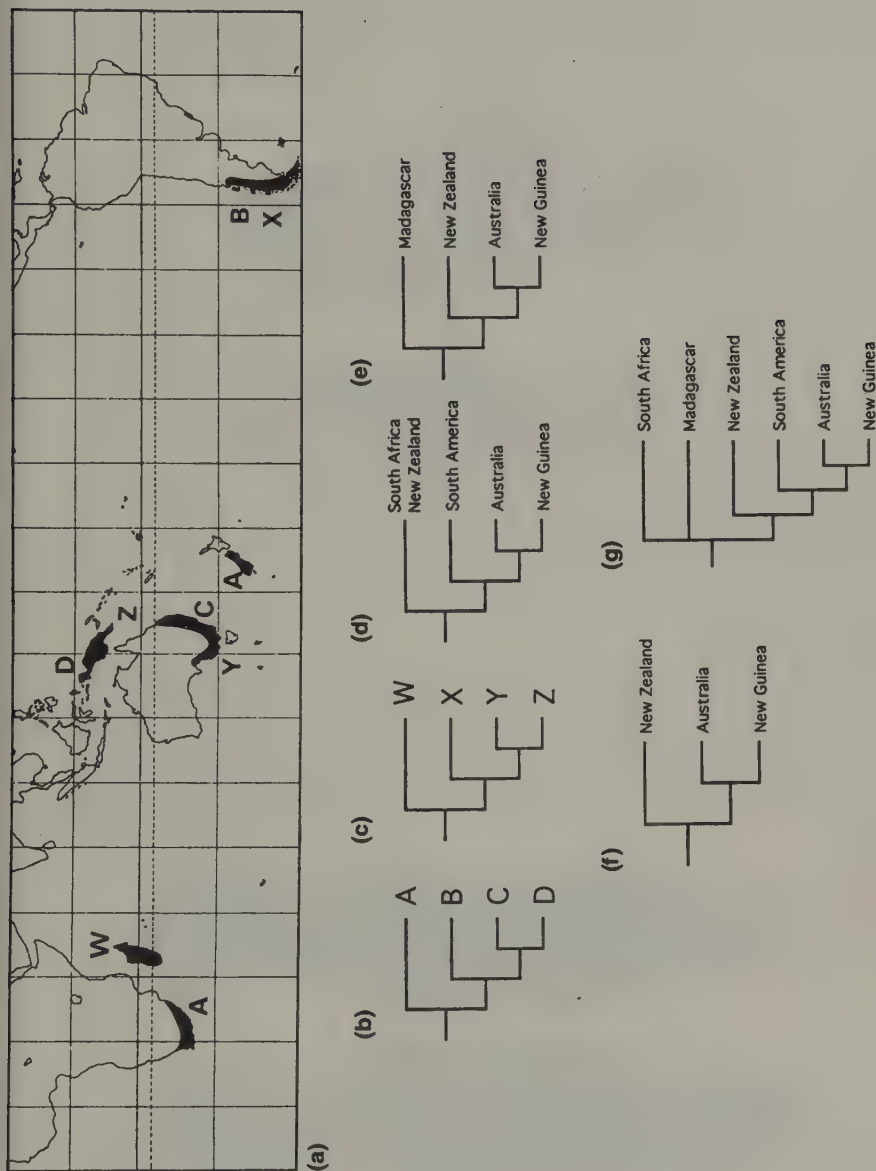 A
W
D
Z
C
Y
A
B
X
(a)
(b)
A
B
C
D
(c)
W
X
Y
Z
(d)
South Africa
New Zealand
South America
Australia
New Guinea
(e)
Madagascar
New Zealand
Australia
New Guinea
(f)
New Zealand
Australia
New Guinea
(g)
South Africa
Madagascar
New Zealand
South America
Australia
New Guinea